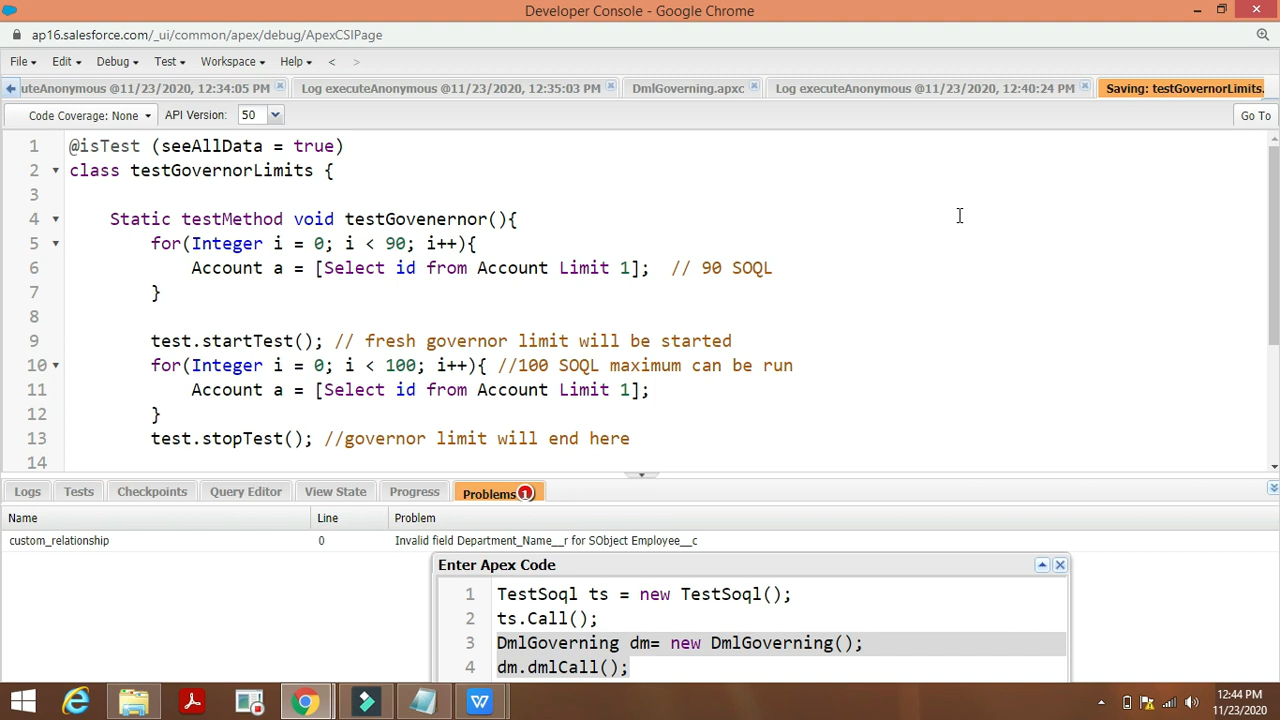 Developer Console - Google Chrome
ap16.salesforce.com/_ui/common/apex/debug/ApexCSIPage
File Edit Debug Test Workspace Help < >
uteAnonymous @11/23/2020, 12:34:05 PM Log executeAnonymous @11/23/2020, 12:35:03 PM DmlGoverning.apxc Log executeAnonymous @11/23/2020, 12:40:24 PM Saving: testGovernorLimits.
Code Coverage: None API Version: 50 Go To
1 @isTest (seeAllData = true)
2 class testGovernorLimits {
3
4 Static testMethod void testGovenernor(){
5 for(Integer i = 0; i < 90; i++){
6 Account a = [Select id from Account Limit 1]; // 90 SOQL
7 }
8
9 test.startTest(); // fresh governor limit will be started
10 for(Integer i = 0; i < 100; i++){ //100 SOQL maximum can be run
11 Account a = [Select id from Account Limit 1];
12 }
13 test.stopTest(); //governor limit will end here
14
Logs Tests Checkpoints Query Editor View State Progress Problems 1
Name Line Problem
custom_relationship 0 Invalid field Department_Name__r for SObject Employee__c
Enter Apex Code
1 TestSoql ts = new TestSoql();
2 ts.Call();
3 DmlGoverning dm= new DmlGoverning();
4 dm.dmlCall();
12:44 PM
11/23/2020